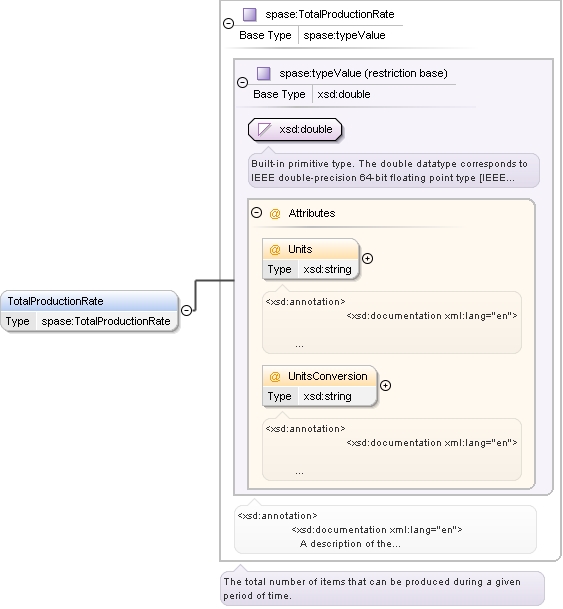 spase:TotalProductionRate
Base Type spase:typeValue
spase:typeValue (restriction base)
Base Type xsd:double
xsd:double
Built-in primitive type. The double datatype corresponds to
IEEE double-precision 64-bit floating point type [IEEE...
@ Attributes
@ Units
Type xsd:string
<xsd:annotation>
<xsd:documentation xml:lang="en">
...
TotalProductionRate
Type spase:TotalProductionRate
@ UnitsConversion
Type xsd:string
<xsd:annotation>
<xsd:documentation xml:lang="en">
...
<xsd:annotation>
<xsd:documentation xml:lang="en">
A description of the...
The total number of items that can be produced during a given
period of time.